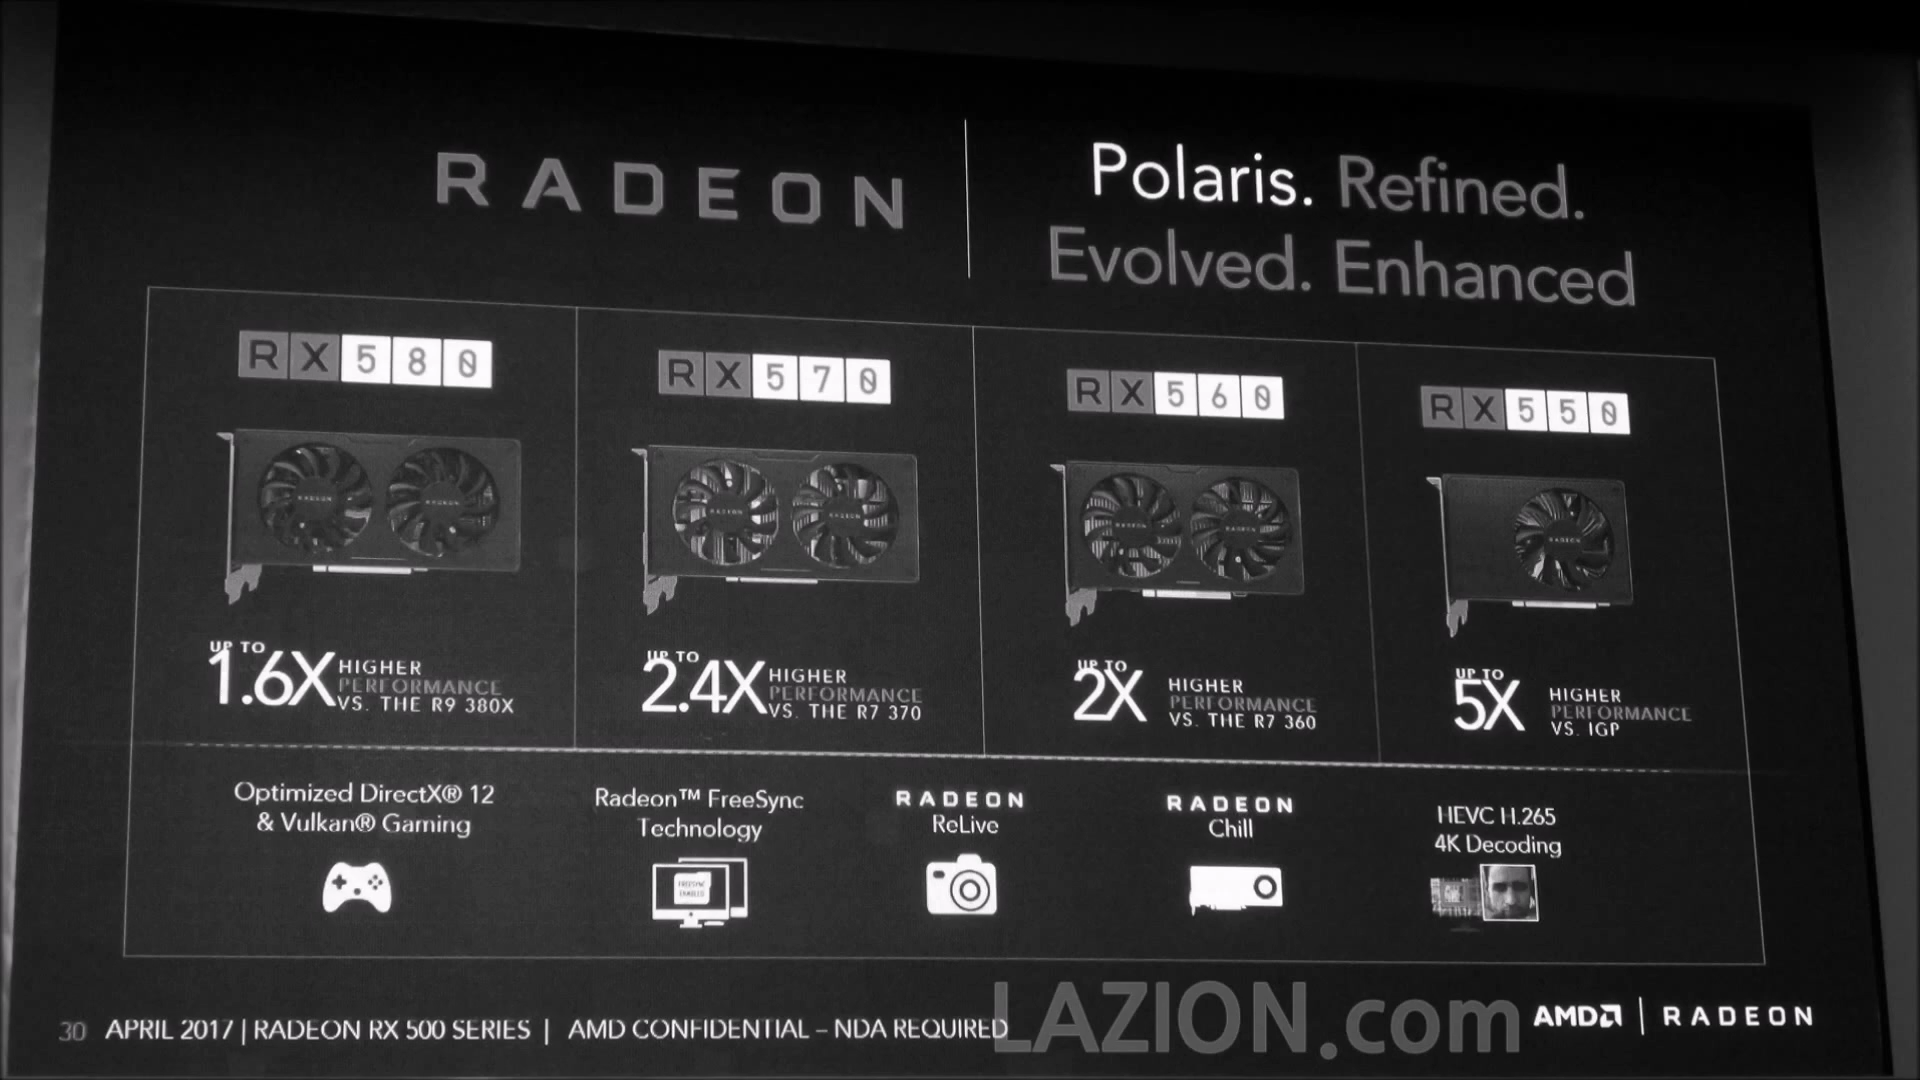 RADEON
Polaris. Refined.
Evolved. Enhanced
RX 580
RX 570
RX 560
RX 550
UP TO
1.6X HIGHER
PERFORMANCE
VS. THE R9 380X
UP TO
2.4X HIGHER
PERFORMANCE
VS. THE R7 370
UP TO
2X HIGHER
PERFORMANCE
VS. THE R7 360
UP TO
5X HIGHER
PERFORMANCE
VS. IGP
Optimized DirectX® 12
& Vulkan® Gaming
Radeon™ FreeSync
Technology
FREESYNC
ENABLED
RADEON
ReLive
RADEON
Chill
HEVC H.265
4K Decoding
30 APRIL 2017 | RADEON RX 500 SERIES | AMD CONFIDENTIAL – NDA REQUIRED
LAZION.com
AMD | RADEON